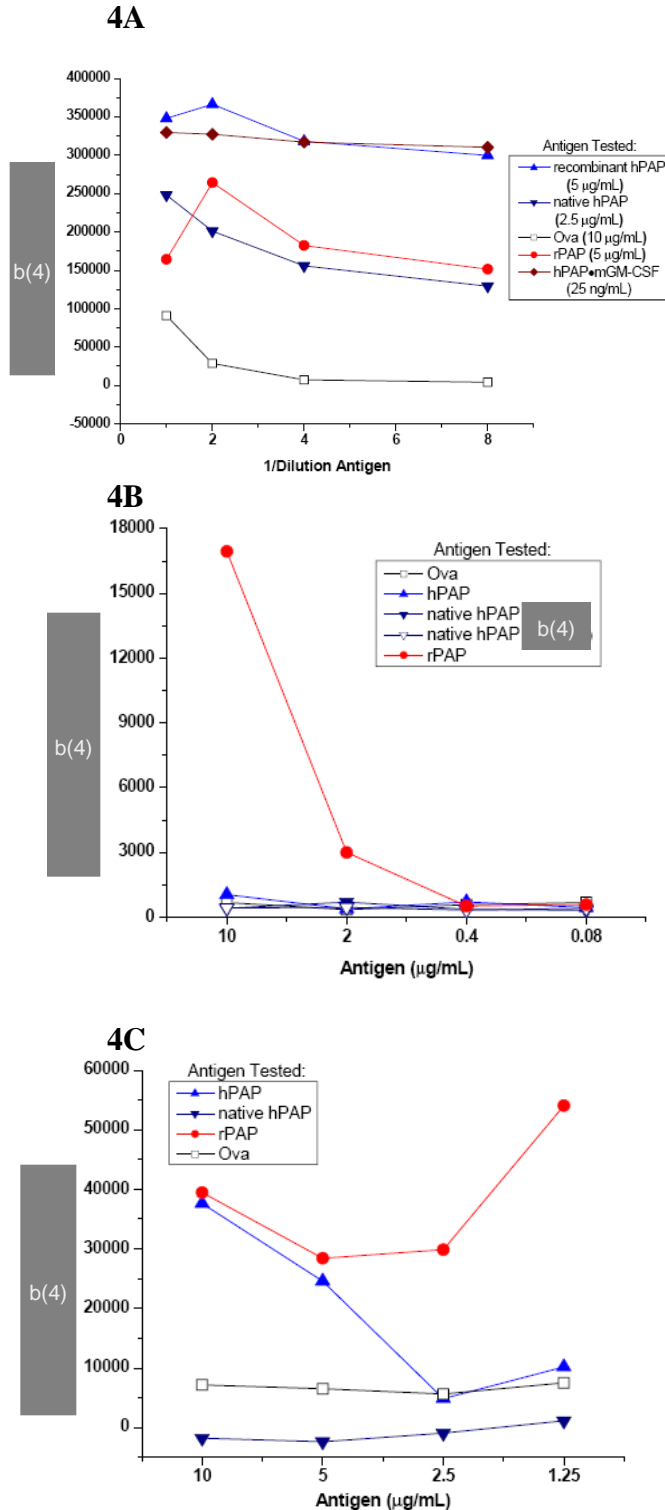 4A
400000
350000
300000
250000
200000
150000
100000
50000
0
-50000
b(4)
0 2 4 6 8
1/Dilution Antigen
Antigen Tested:
recombinant hPAP
(5 μg/mL)
native hPAP
(2.5 μg/mL)
Ova (10 μg/mL)
rPAP (5 μg/mL)
hPAP•mGM-CSF
(25 ng/mL)
4B
18000
15000
12000
9000
6000
3000
0
b(4)
Antigen Tested:
Ova
hPAP
native hPAP
native hPAP
b(4)
rPAP
10 2 0.4 0.08
Antigen (μg/mL)
4C
60000
50000
40000
30000
20000
10000
0
b(4)
Antigen Tested:
hPAP
native hPAP
rPAP
Ova
10 5 2.5 1.25
Antigen (μg/mL)